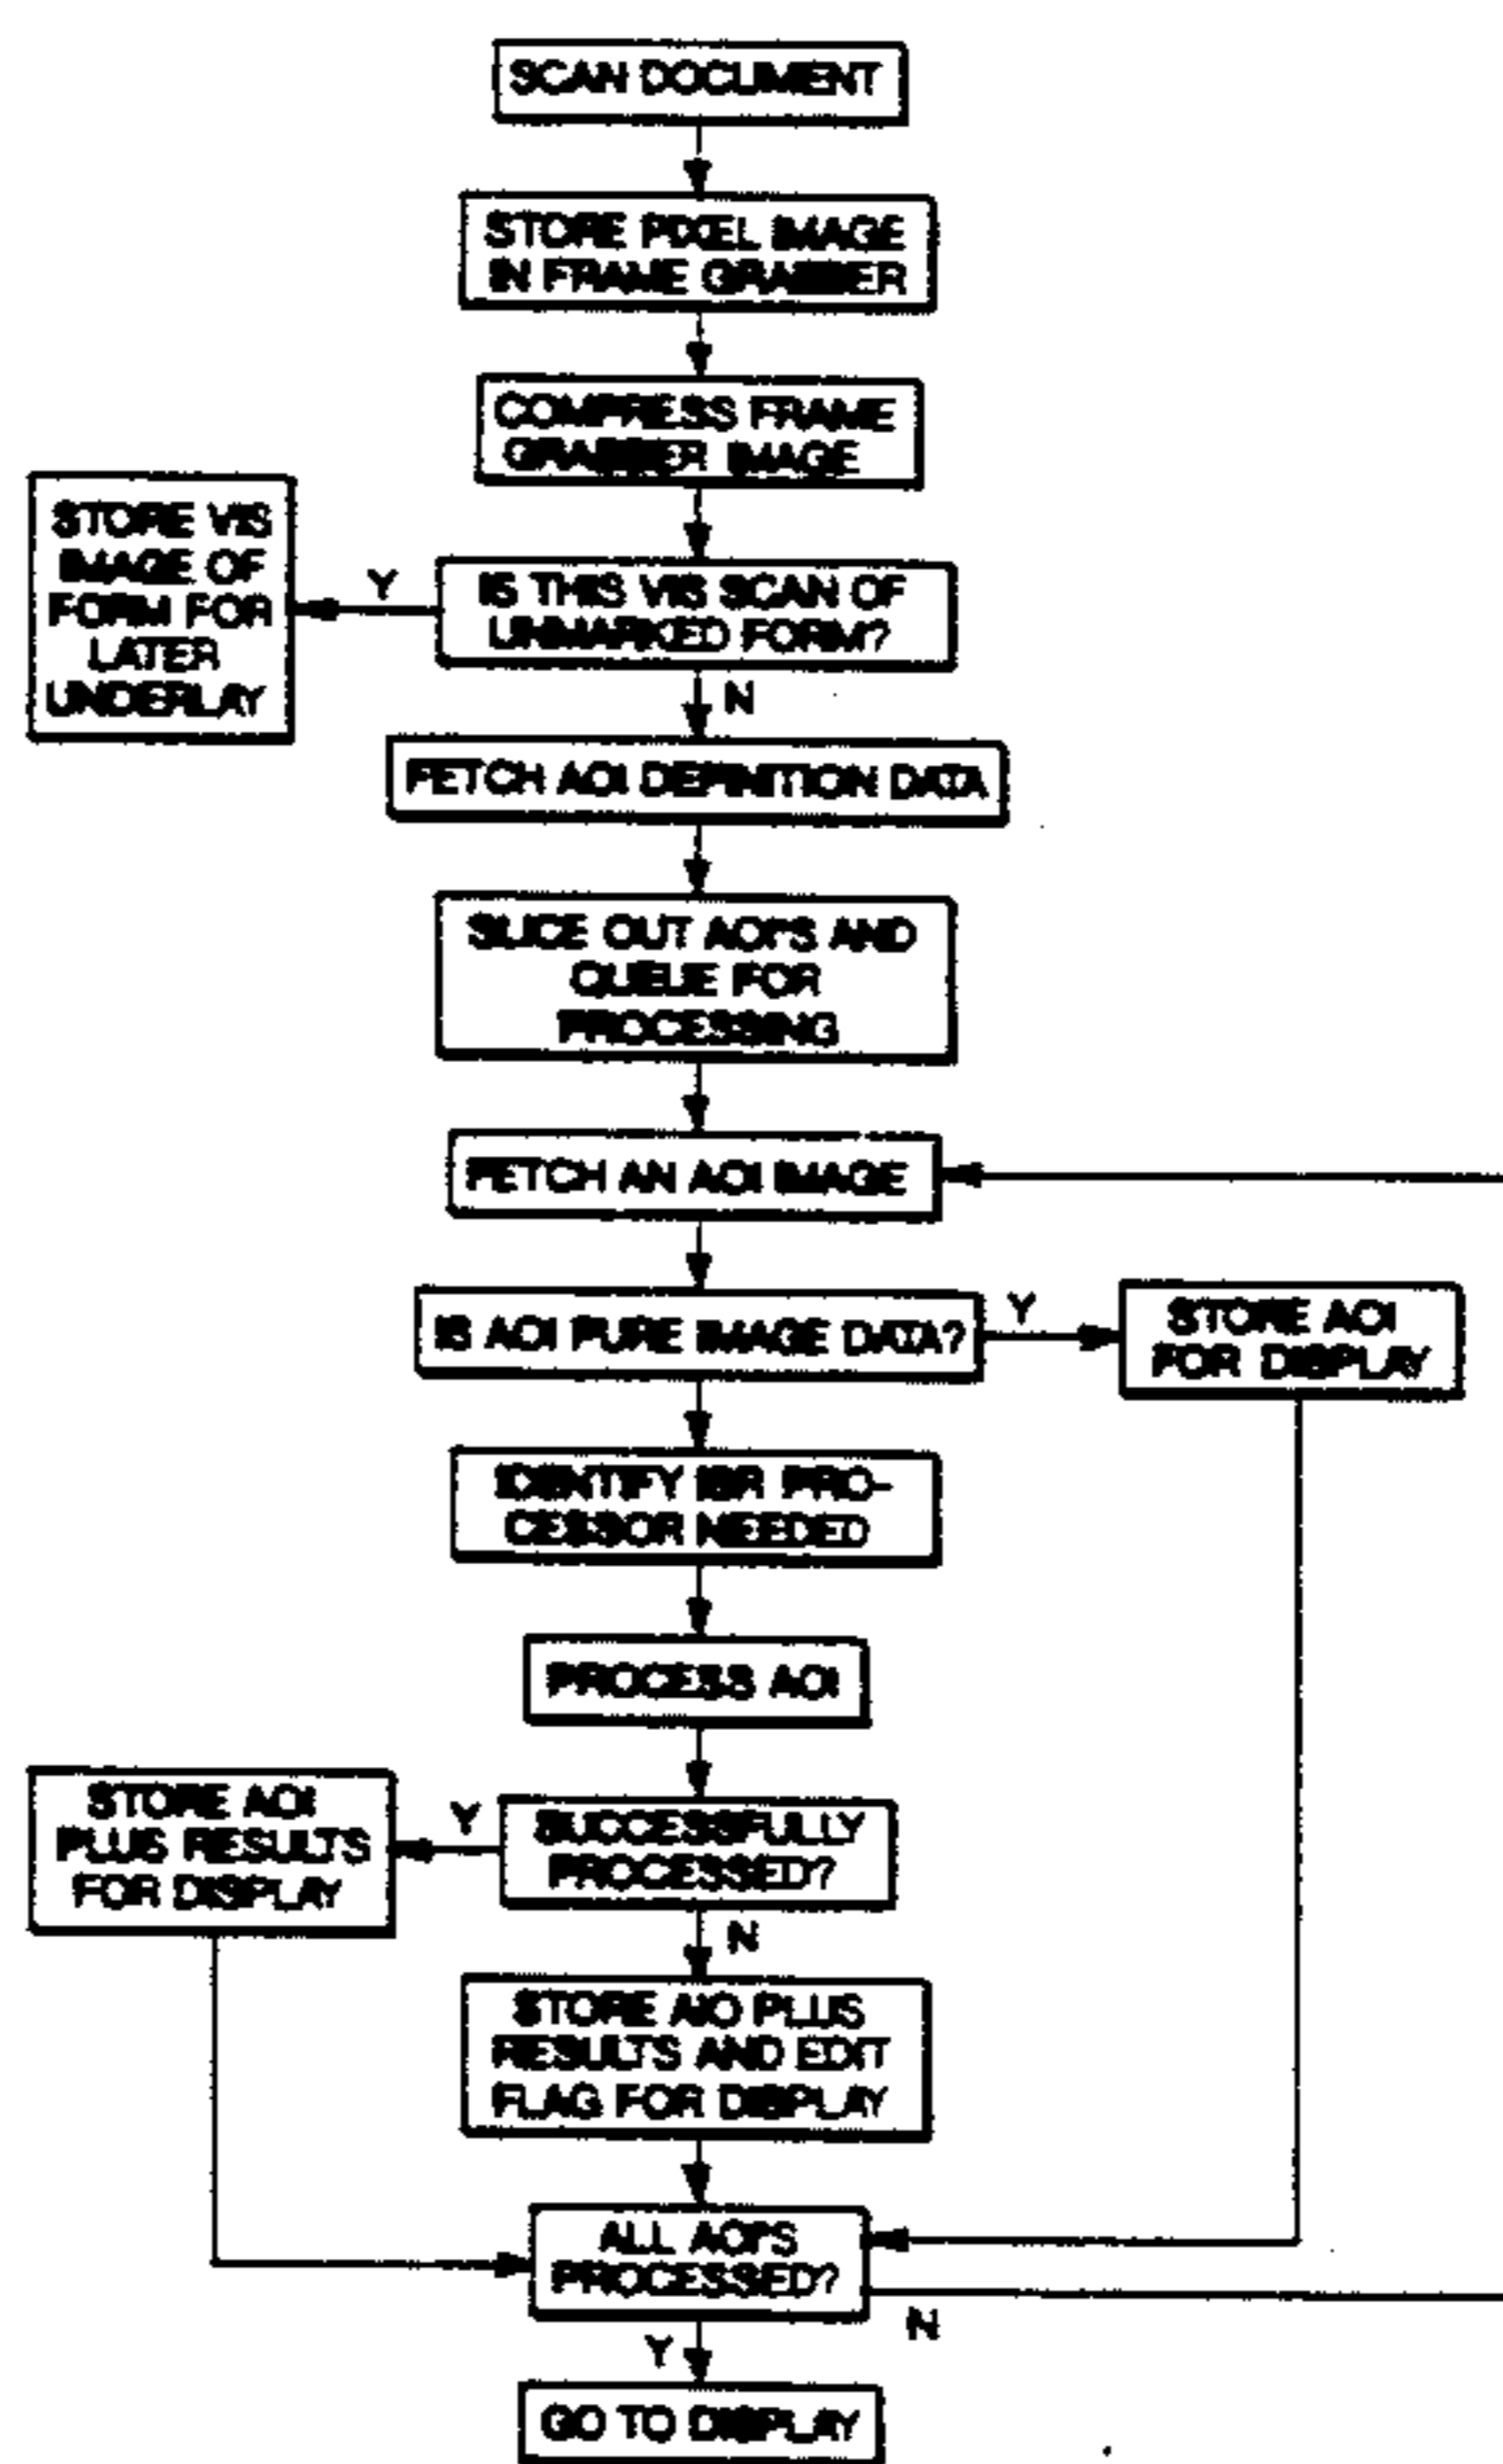 SCAN DOCUMENT
STORE PIXEL IMAGE
IN FRAME GRABBER
COMPRESS FRAME
GRABBER IMAGE
IS THIS VIS SCAN OF
UNMARKED FORM?
Y
STORE VIS
IMAGE OF
FORM FOR
LATER
UNDERLAY
N
FETCH AOI DEFINITION DATA
SLICE OUT AOI'S AND
QUEUE FOR
PROCESSING
FETCH AN AOI IMAGE
IS AOI PURE IMAGE DATA?
Y
STORE AOI
FOR DISPLAY
IDENTIFY PRO-
CESSOR NEEDED
PROCESS AOI
SUCCESSFULLY
PROCESSED?
Y
STORE AOI
PLUS RESULTS
FOR DISPLAY
N
STORE AIO PLUS
RESULTS AND EDIT
FLAG FOR DISPLAY
ALL AOI'S
PROCESSED?
N
Y
GO TO DISPLAY